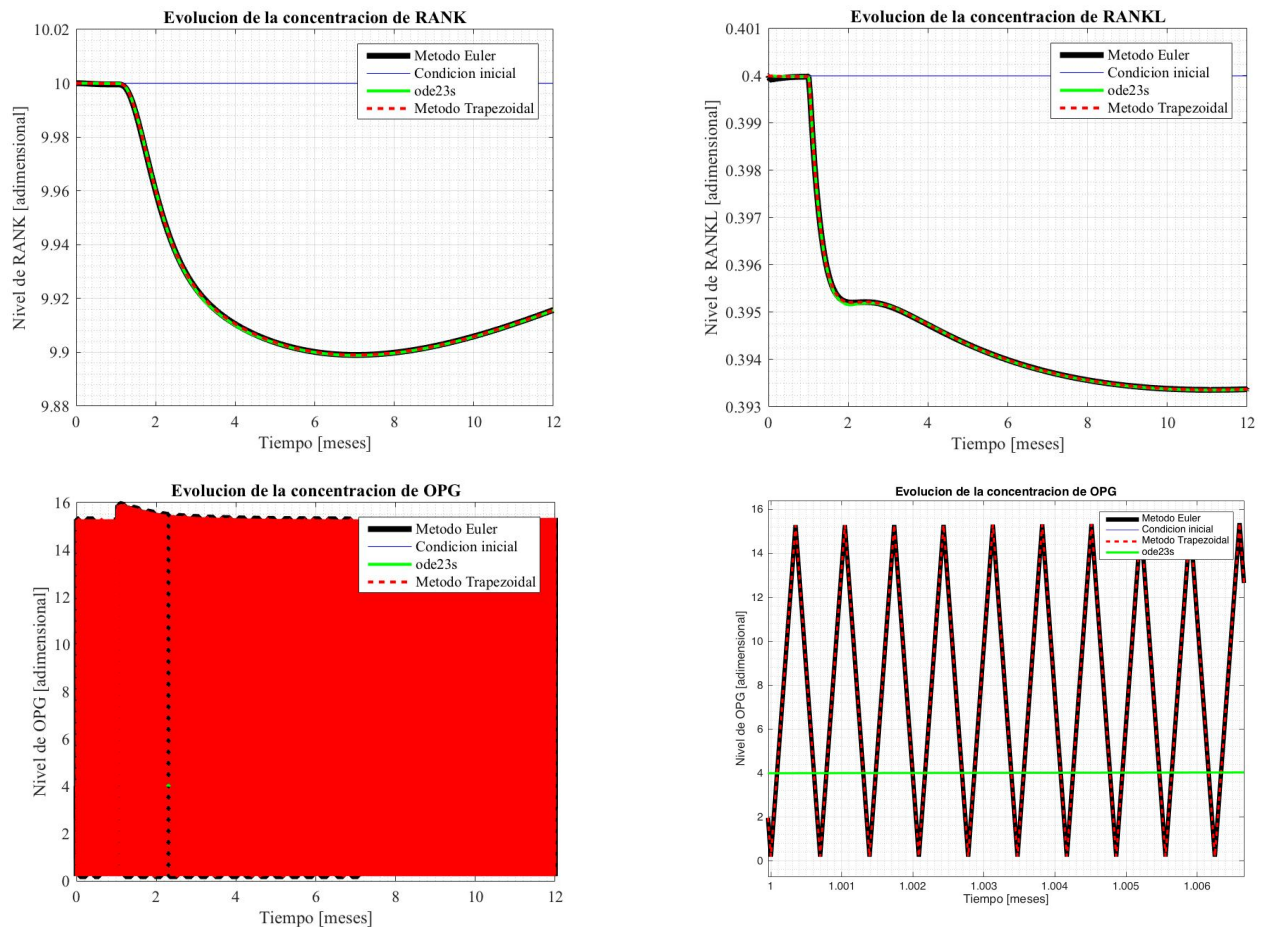 Evolucion de la concentracion de RANK
Nivel de RANK [adimensional]
10.02
10
9.98
9.96
9.94
9.92
9.9
9.88
0 2 4 6 8 10 12
Tiempo [meses]
Metodo Euler
Condicion inicial
ode23s
Metodo Trapezoidal
Evolucion de la concentracion de RANKL
Nivel de RANKL [adimensional]
0.401
0.4
0.399
0.398
0.397
0.396
0.395
0.394
0.393
0 2 4 6 8 10 12
Tiempo [meses]
Metodo Euler
Condicion inicial
ode23s
Metodo Trapezoidal
Evolucion de la concentracion de OPG
Nivel de OPG [adimensional]
16
14
12
10
8
6
4
2
0
0 2 4 6 8 10 12
Tiempo [meses]
Metodo Euler
Condicion inicial
ode23s
Metodo Trapezoidal
Evolucion de la concentracion de OPG
Nivel de OPG [adimensional]
16
14
12
10
8
6
4
2
0
1 1.001 1.002 1.003 1.004 1.005 1.006
Tiempo [meses]
Metodo Euler
Condicion inicial
Metodo Trapezoidal
ode23s